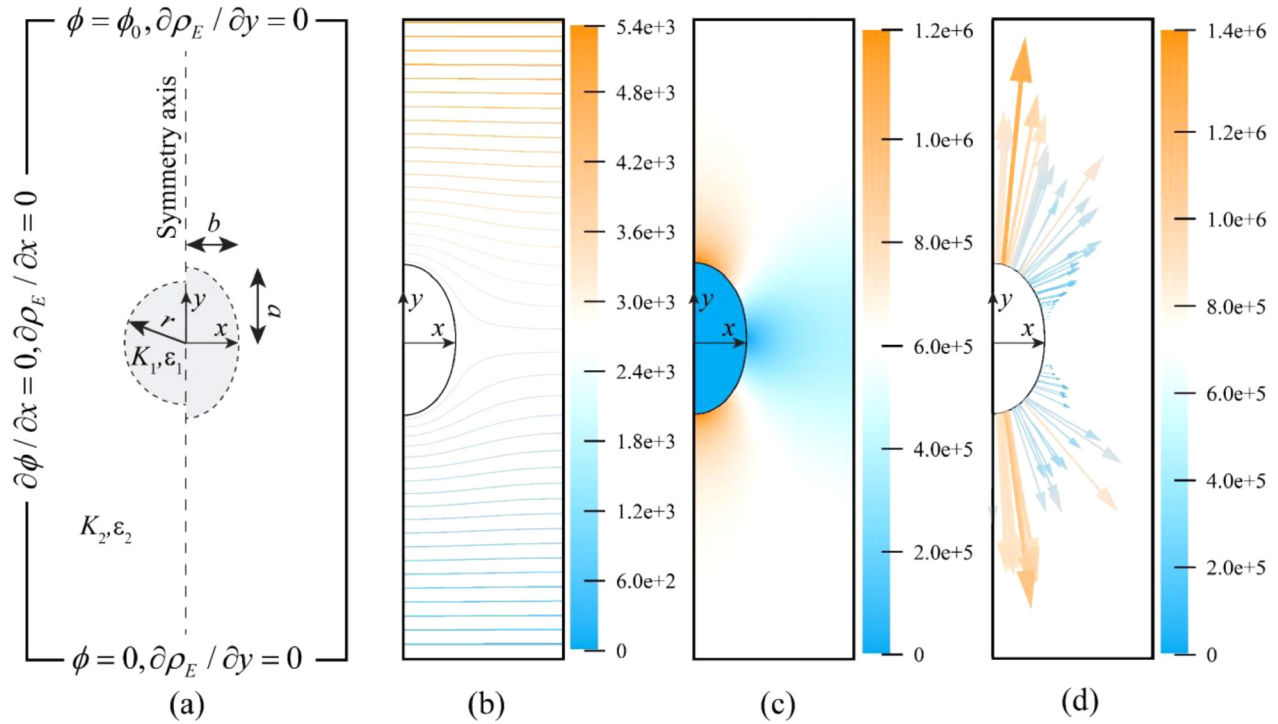 ϕ = ϕ₀, ∂ρ_E / ∂y = 0
Symmetry axis
∂ϕ / ∂x = 0, ∂ρ_E / ∂x = 0
b
a
r
y
x
K₁,ε₁
K₂,ε₂
ϕ = 0, ∂ρ_E / ∂y = 0
(a)
y
x
5.4e+3
4.8e+3
4.2e+3
3.6e+3
3.0e+3
2.4e+3
1.8e+3
1.2e+3
6.0e+2
0
(b)
y
x
1.2e+6
1.0e+6
8.0e+5
6.0e+5
4.0e+5
2.0e+5
0
(c)
y
x
1.4e+6
1.2e+6
1.0e+6
8.0e+5
6.0e+5
4.0e+5
2.0e+5
0
(d)